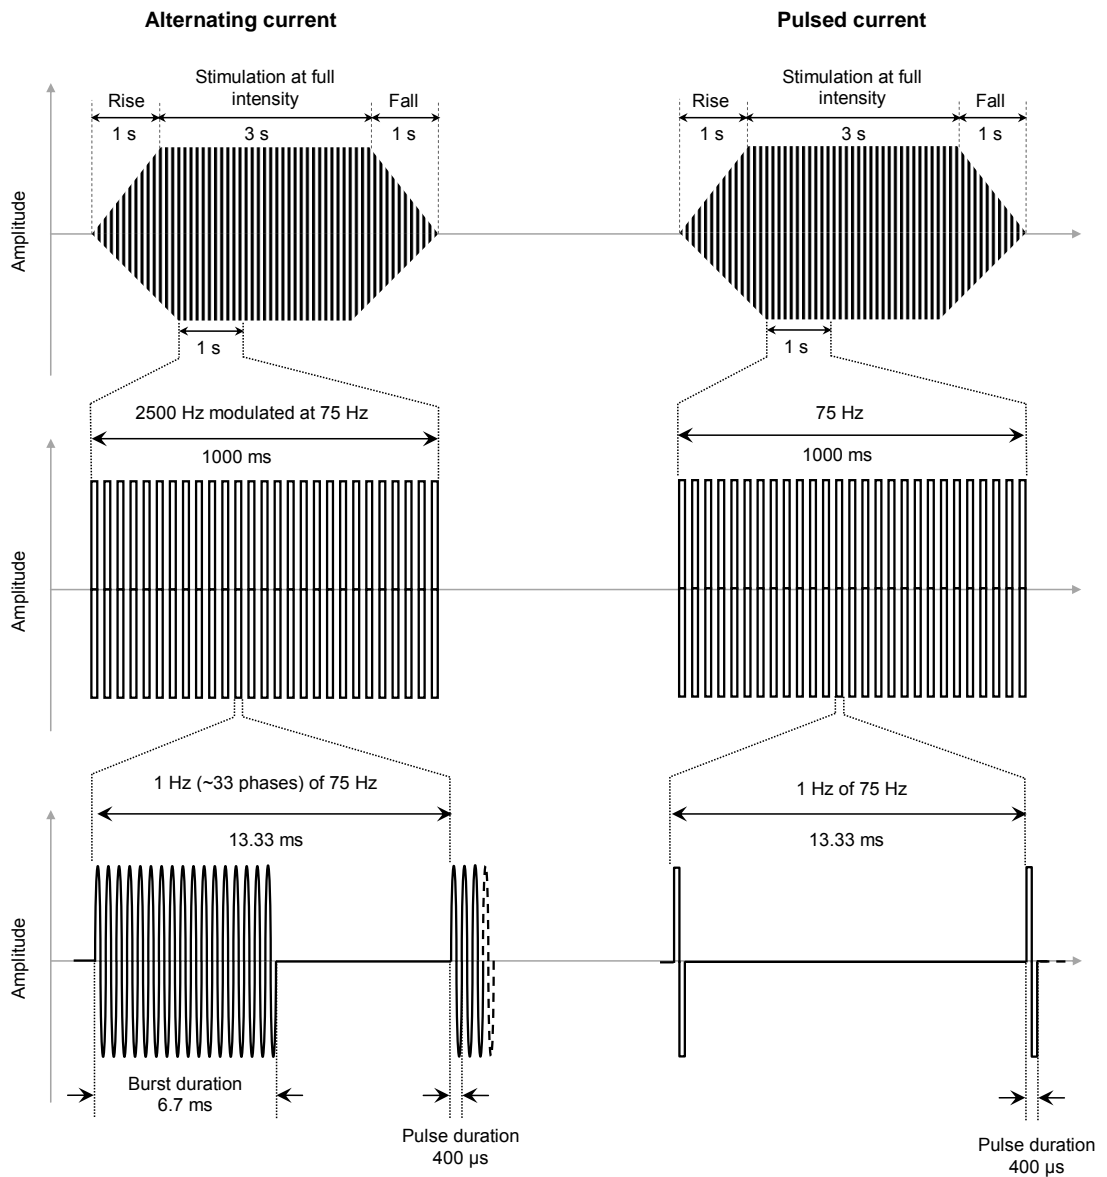 Alternating current
Pulsed current
Stimulation at full
intensity
Rise
Fall
1 s
3 s
1 s
Amplitude
1 s
Stimulation at full
intensity
Rise
Fall
1 s
3 s
1 s
1 s
2500 Hz modulated at 75 Hz
1000 ms
Amplitude
75 Hz
1000 ms
1 Hz (~33 phases) of 75 Hz
13.33 ms
Amplitude
Burst duration
6.7 ms
Pulse duration
400 µs
1 Hz of 75 Hz
13.33 ms
Pulse duration
400 µs